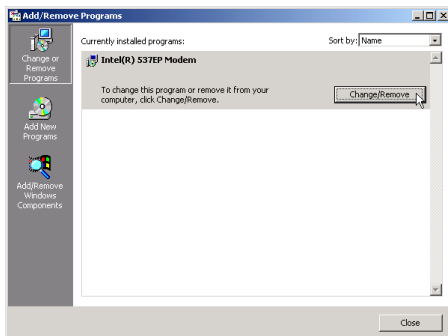 Add/Remove Programs
Currently installed programs:
Sort by: Name
Change or
Remove
Programs
Intel(R) 537EP Modem
To change this program or remove it from your
computer, click Change/Remove.
Change/Remove
Add New
Programs
Add/Remove
Windows
Components
Close